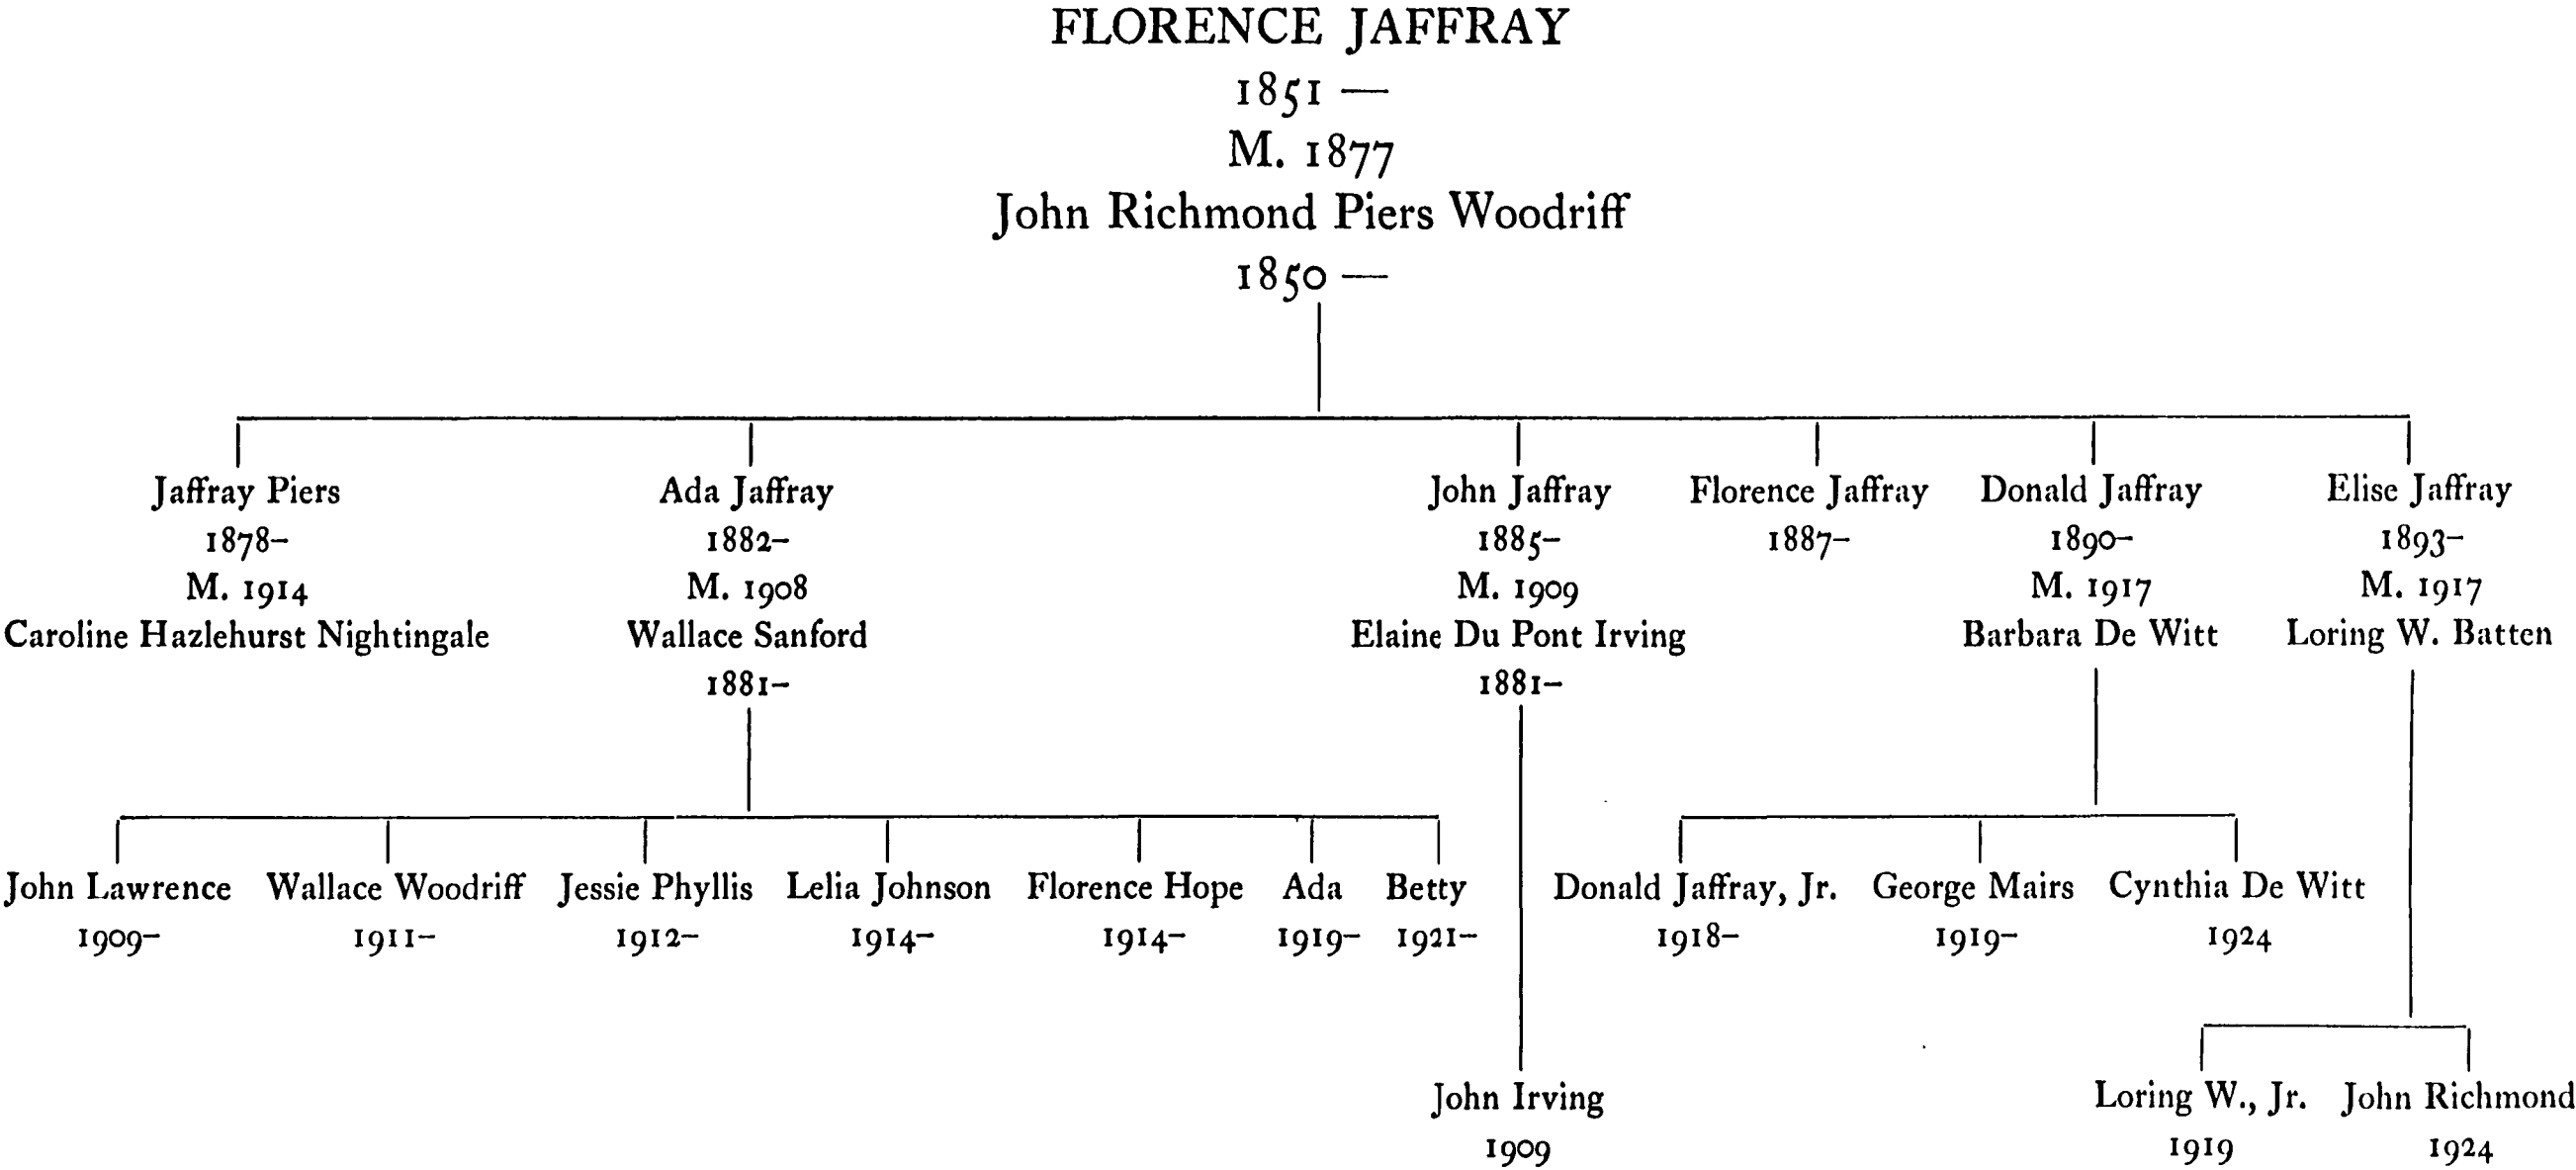 FLORENCE JAFFRAY
1851 —
M. 1877
John Richmond Piers Woodriff
1850 —
Jaffray Piers
1878–
M. 1914
Caroline Hazlehurst Nightingale
Ada Jaffray
1882–
M. 1908
Wallace Sanford
1881–
John Jaffray
1885–
M. 1909
Elaine Du Pont Irving
1881–
Florence Jaffray
1887–
Donald Jaffray
1890–
M. 1917
Barbara De Witt
Elise Jaffray
1893–
M. 1917
Loring W. Batten
John Lawrence
1909–
Wallace Woodriff
1911–
Jessie Phyllis
1912–
Lelia Johnson
1914–
Florence Hope
1914–
Ada
1919–
Betty
1921–
Donald Jaffray, Jr.
1918–
George Mairs
1919–
Cynthia De Witt
1924
John Irving
1909
Loring W., Jr.
1919
John Richmond
1924